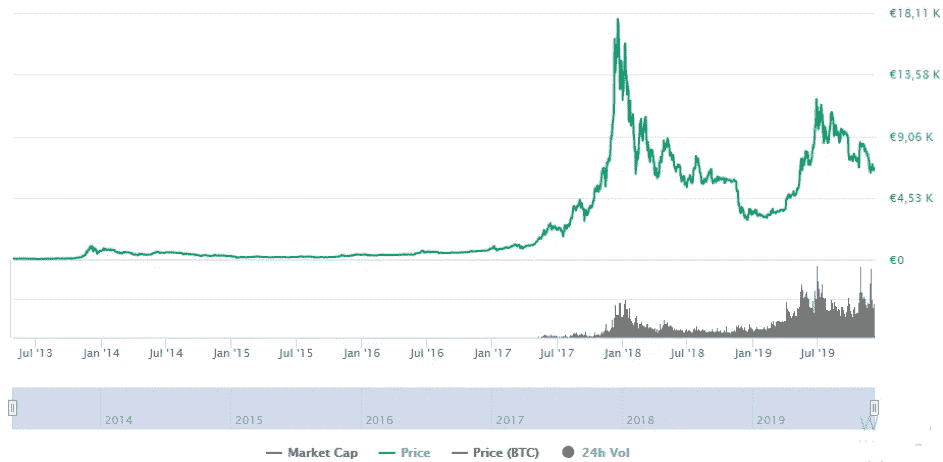 €18,11 K
€13,58 K
€9,06 K
€4,53 K
€0
Jul '13 Jan '14 Jul '14 Jan '15 Jul '15 Jan '16 Jul '16 Jan '17 Jul '17 Jan '18 Jul '18 Jan '19 Jul '19
2014 2015 2016 2017 2018 2019
Market Cap Price Price (BTC) 24h Vol